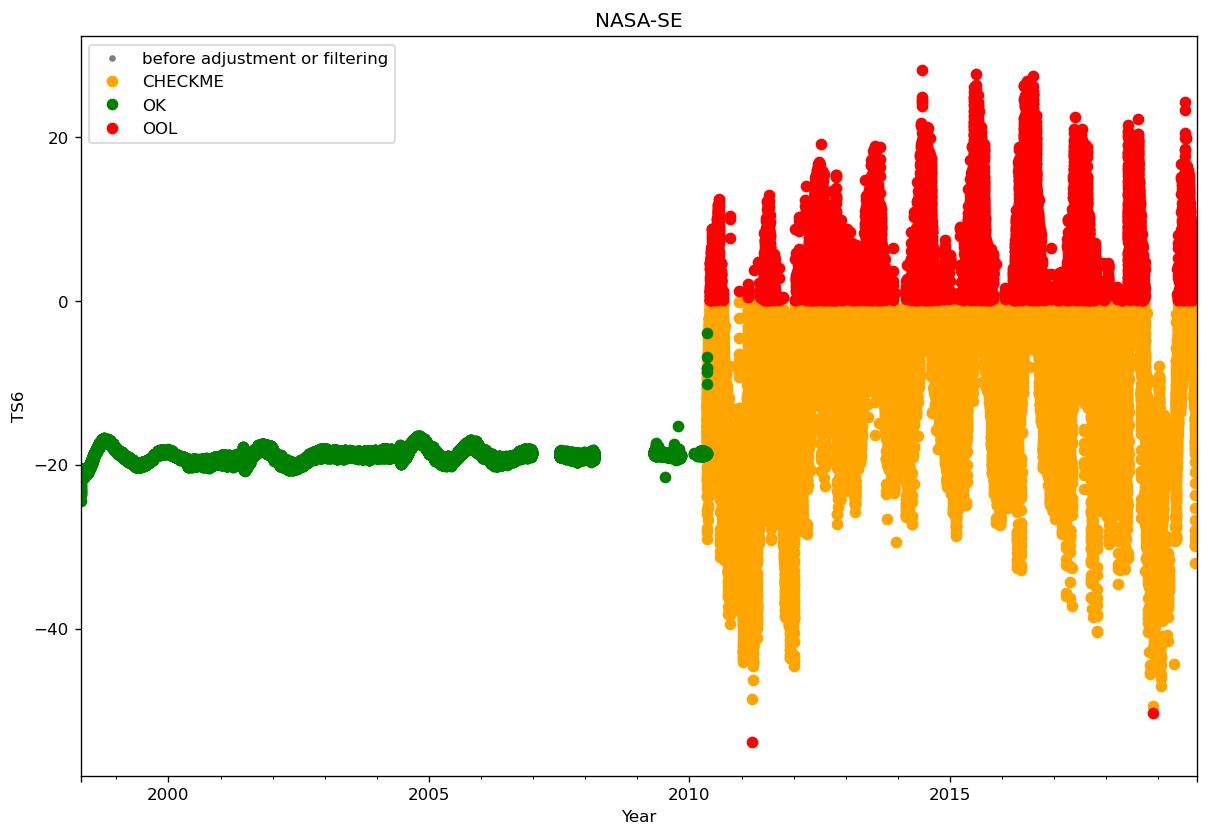 NASA-SE
before adjustment or filtering
CHECKME
OK
OOL
20
0
−20
−40
TS6
2000
2005
2010
2015
Year